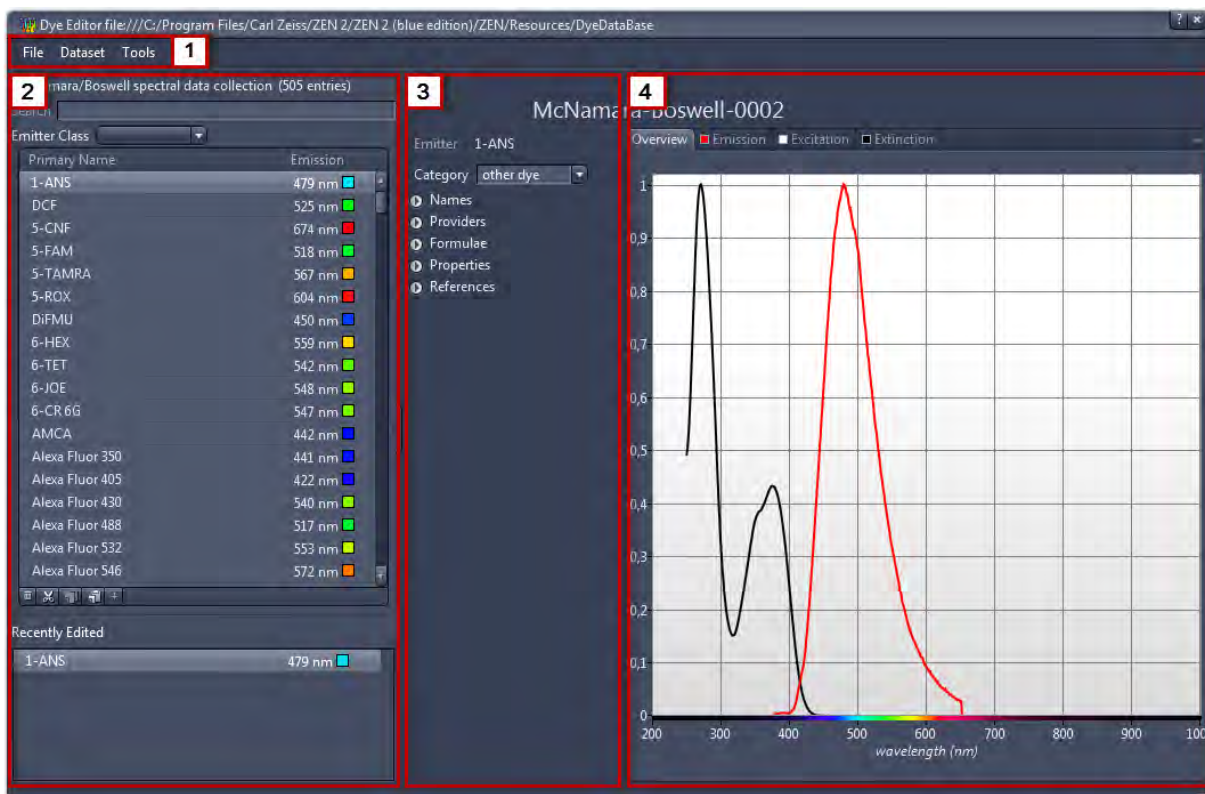 Dye Editor file:///C:/Program Files/Carl Zeiss/ZEN 2/ZEN 2 (blue edition)/ZEN/Resources/DyeDataBase
? ×
File Dataset Tools
1
2
mara/Boswell spectral data collection (505 entries)
Search
Emitter Class
Primary Name Emission
1-ANS 479 nm
DCF 525 nm
5-CNF 674 nm
5-FAM 518 nm
5-TAMRA 567 nm
5-ROX 604 nm
DiFMU 450 nm
6-HEX 559 nm
6-TET 542 nm
6-JOE 548 nm
6-CR 6G 547 nm
AMCA 442 nm
Alexa Fluor 350 441 nm
Alexa Fluor 405 422 nm
Alexa Fluor 430 540 nm
Alexa Fluor 488 517 nm
Alexa Fluor 532 553 nm
Alexa Fluor 546 572 nm
Recently Edited
1-ANS 479 nm
3
McNamara-Boswell-0002
Emitter 1-ANS
Category other dye
Names
Providers
Formulae
Properties
References
4
Overview Emission Excitation Extinction
1
0,9
0,8
0,7
0,6
0,5
0,4
0,3
0,2
0,1
0
200 300 400 500 600 700 800 900 100
wavelength (nm)